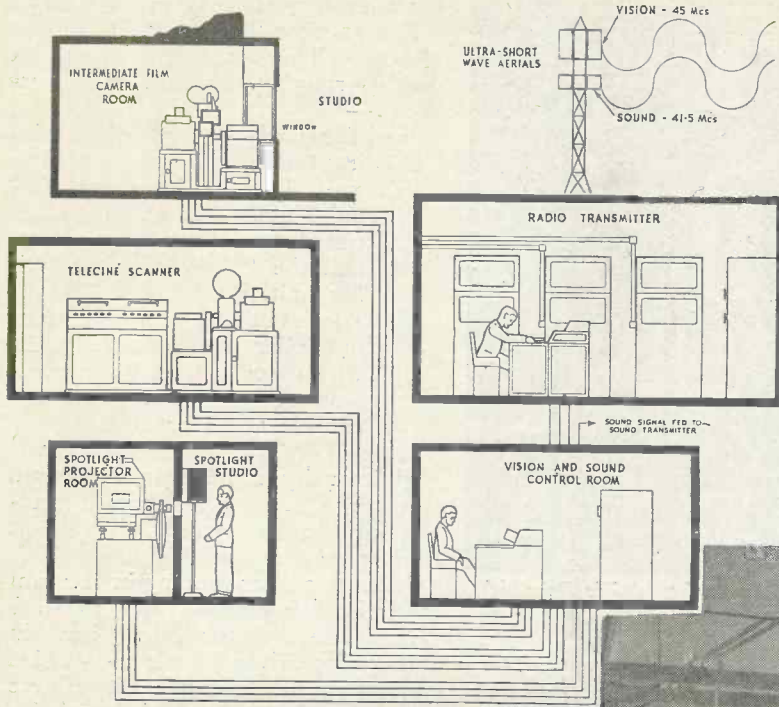 INTERMEDIATE FILM
CAMERA
ROOM
STUDIO
WINDOW
ULTRA-SHORT
WAVE AERIALS
VISION - 45 Mcs
SOUND - 41·5 Mcs
TELECINÉ SCANNER
RADIO TRANSMITTER
SOUND SIGNAL FED TO
SOUND TRANSMITTER
SPOTLIGHT
PROJECTOR
ROOM
SPOTLIGHT
STUDIO
VISION AND SOUND
CONTROL ROOM